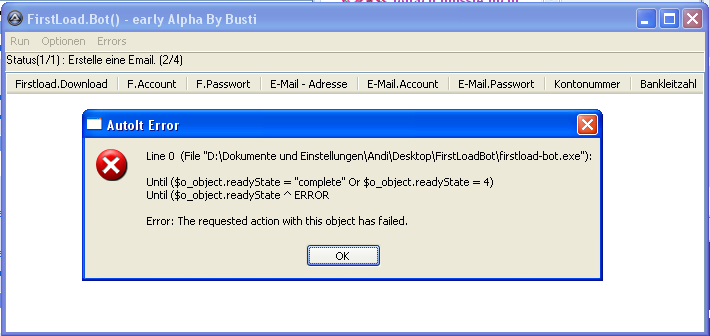 FirstLoad.Bot() - early Alpha By Busti
Run Optionen Errors
Status(1/1) : Erstelle eine Email. (2/4)
Firstload.Download F.Account F.Passwort E-Mail - Adresse E-Mail.Account E-Mail.Passwort Kontonummer Bankleitzahl
AutoIt Error
Line 0 (File "D:\Dokumente und Einstellungen\Andi\Desktop\FirstLoadBot\firstload-bot.exe"):
Until ($o_object.readyState = "complete" Or $o_object.readyState = 4)
Until ($o_object.readyState ^ ERROR
Error: The requested action with this object has failed.
OK